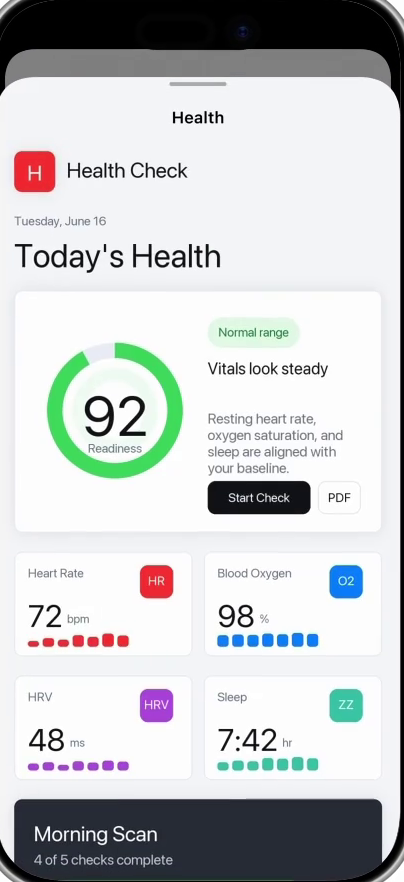 Health
H Health Check
Tuesday, June 16
Today's Health
Normal range
Vitals look steady
92
Readiness
Resting heart rate,
oxygen saturation, and
sleep are aligned with
your baseline.
Start Check PDF
Heart Rate HR
72 bpm
Blood Oxygen O2
98 %
HRV HRV
48 ms
Sleep ZZ
7:42 hr
Morning Scan
4 of 5 checks complete